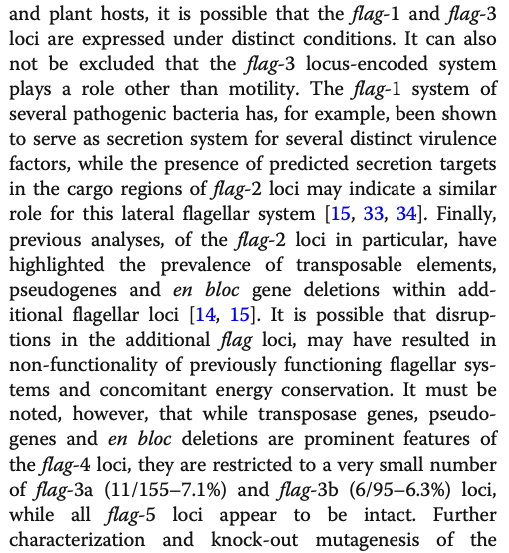 and plant hosts, it is possible that the flag-1 and flag-3
loci are expressed under distinct conditions. It can also
not be excluded that the flag-3 locus-encoded system
plays a role other than motility. The flag-1 system of
several pathogenic bacteria has, for example, been shown
to serve as secretion system for several distinct virulence
factors, while the presence of predicted secretion targets
in the cargo regions of flag-2 loci may indicate a similar
role for this lateral flagellar system [15, 33, 34]. Finally,
previous analyses, of the flag-2 loci in particular, have
highlighted the prevalence of transposable elements,
pseudogenes and en bloc gene deletions within add-
itional flagellar loci [14, 15]. It is possible that disrup-
tions in the additional flag loci, may have resulted in
non-functionality of previously functioning flagellar sys-
tems and concomitant energy conservation. It must be
noted, however, that while transposase genes, pseudo-
genes and en bloc deletions are prominent features of
the flag-4 loci, they are restricted to a very small number
of flag-3a (11/155–7.1%) and flag-3b (6/95–6.3%) loci,
while all flag-5 loci appear to be intact. Further
characterization and knock-out mutagenesis of the